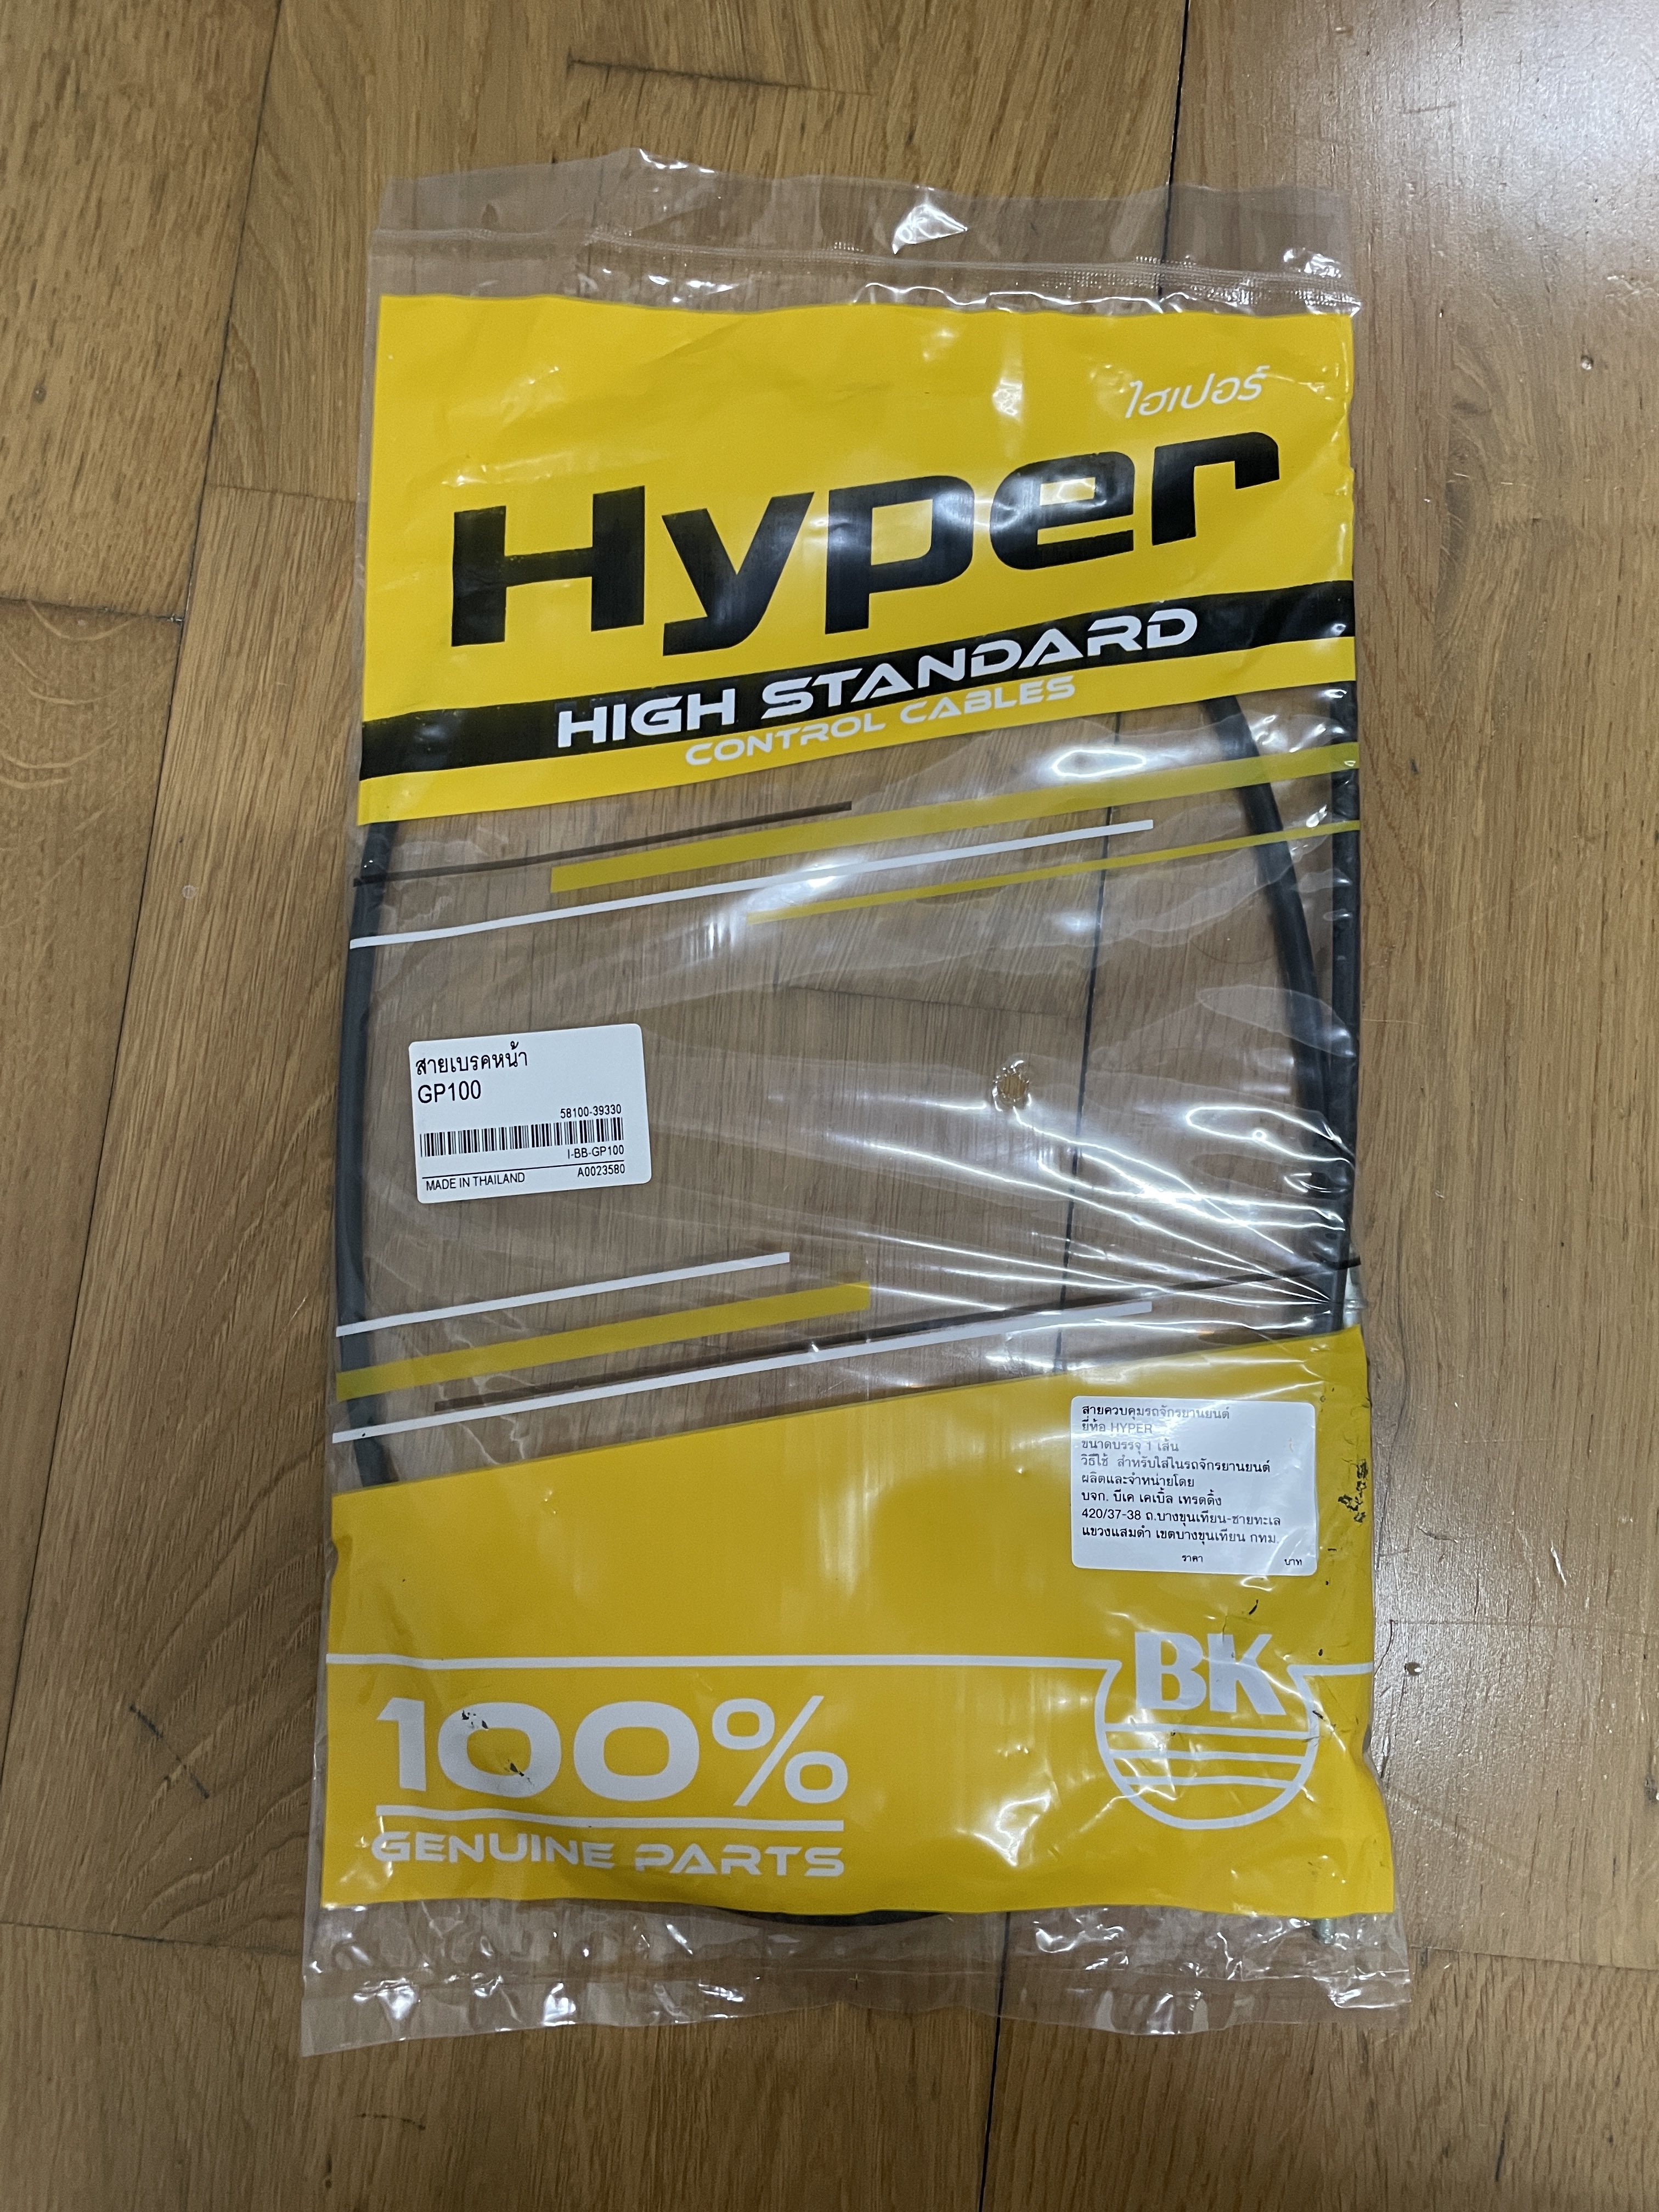 ไฮเปอร์
Hyper
HIGH STANDARD
CONTROL CABLES
สายเบรคหน้า
GP100
58100-39330
I-BB-GP100
MADE IN THAILAND A0023580
สายควบคุมรถจักรยานยนต์
ยี่ห้อ HYPER
ขนาดบรรจุ 1 เส้น
วิธีใช้ สำหรับใส่ในรถจักรยานยนต์
ผลิตและจำหน่ายโดย
บจก. บีเค เคเบิ้ล เทรดดิ้ง
420/37-38 ถ.บางขุนเทียน-ชายทะเล
แขวงแสมดำ เขตบางขุนเทียน กทม.
ราคา บาท
BK
100%
GENUINE PARTS